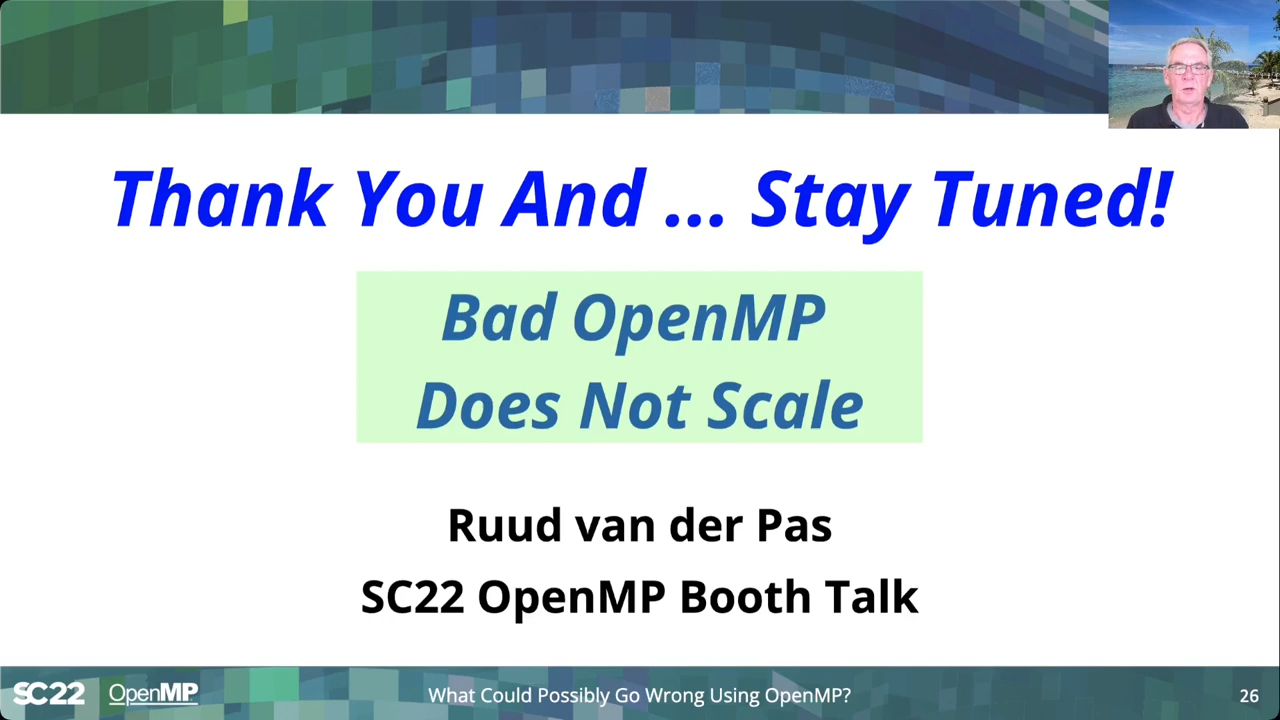 Thank You And ... Stay Tuned!
Bad OpenMP
Does Not Scale
Ruud van der Pas
SC22 OpenMP Booth Talk
SC22 OpenMP What Could Possibly Go Wrong Using OpenMP? 26